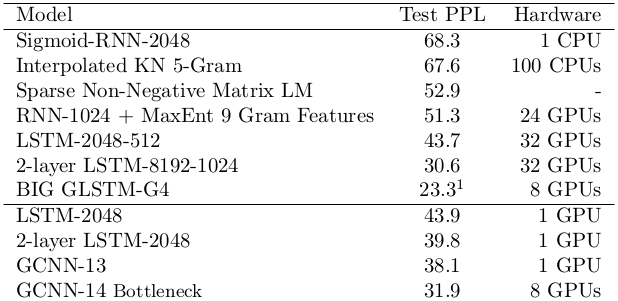 Model Test PPL Hardware
Sigmoid-RNN-2048 68.3 1 CPU
Interpolated KN 5-Gram 67.6 100 CPUs
Sparse Non-Negative Matrix LM 52.9 -
RNN-1024 + MaxEnt 9 Gram Features 51.3 24 GPUs
LSTM-2048-512 43.7 32 GPUs
2-layer LSTM-8192-1024 30.6 32 GPUs
BIG GLSTM-G4 23.3¹ 8 GPUs
LSTM-2048 43.9 1 GPU
2-layer LSTM-2048 39.8 1 GPU
GCNN-13 38.1 1 GPU
GCNN-14 Bottleneck 31.9 8 GPUs